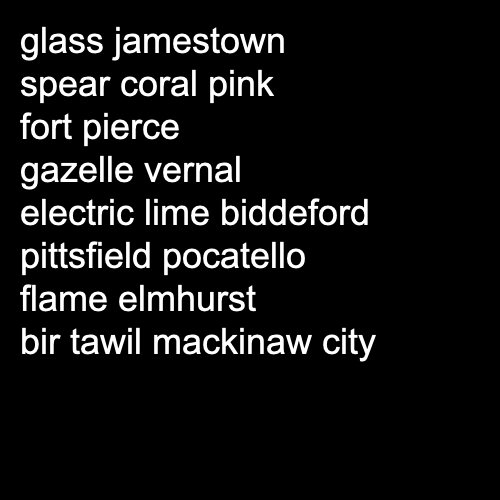 glass jamestown
spear coral pink
fort pierce
gazelle vernal
electric lime biddeford
pittsfield pocatello
flame elmhurst
bir tawil mackinaw city